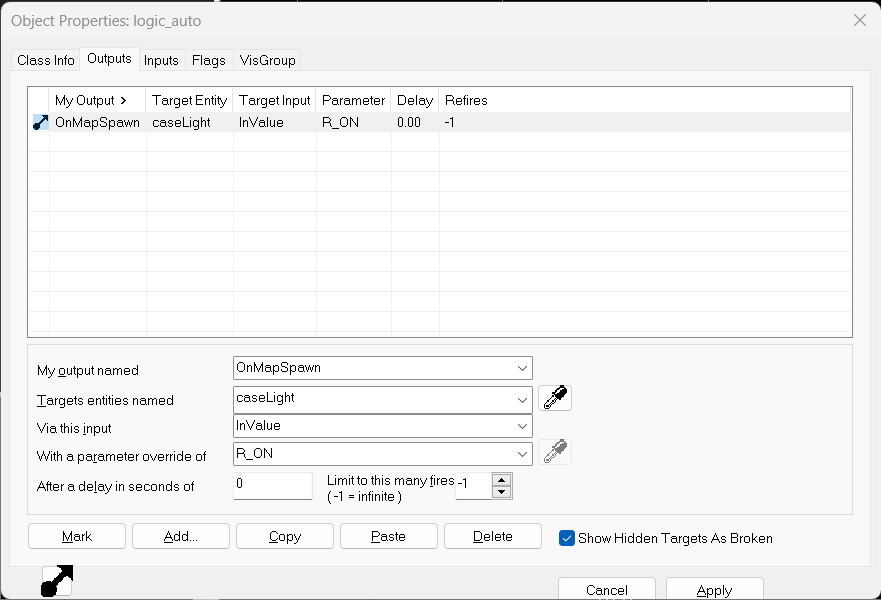 Object Properties: logic_auto
Class Info Outputs Inputs Flags VisGroup
My Output > Target Entity Target Input Parameter Delay Refires
OnMapSpawn caseLight InValue R_ON 0.00 -1
My output named OnMapSpawn
Targets entities named caseLight
Via this input InValue
With a parameter override of R_ON
After a delay in seconds of 0 Limit to this many fires -1
( -1 = infinite )
Mark Add... Copy Paste Delete Show Hidden Targets As Broken
Cancel Apply